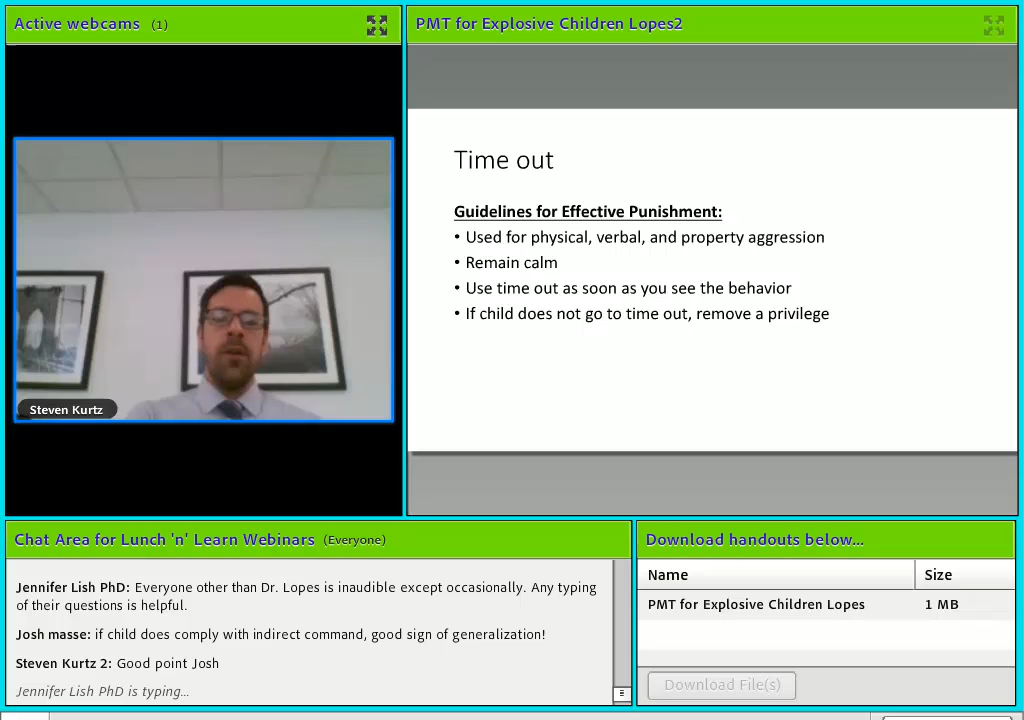 Active webcams (1)
PMT for Explosive Children Lopes2
Steven Kurtz
Time out
Guidelines for Effective Punishment:
• Used for physical, verbal, and property aggression
• Remain calm
• Use time out as soon as you see the behavior
• If child does not go to time out, remove a privilege
Chat Area for Lunch 'n' Learn Webinars (Everyone)
Jennifer Lish PhD: Everyone other than Dr. Lopes is inaudible except occasionally. Any typing
of their questions is helpful.
Josh masse: if child does comply with indirect command, good sign of generalization!
Steven Kurtz 2: Good point Josh
Jennifer Lish PhD is typing...
Download handouts below...
Name Size
PMT for Explosive Children Lopes 1 MB
Download File(s)